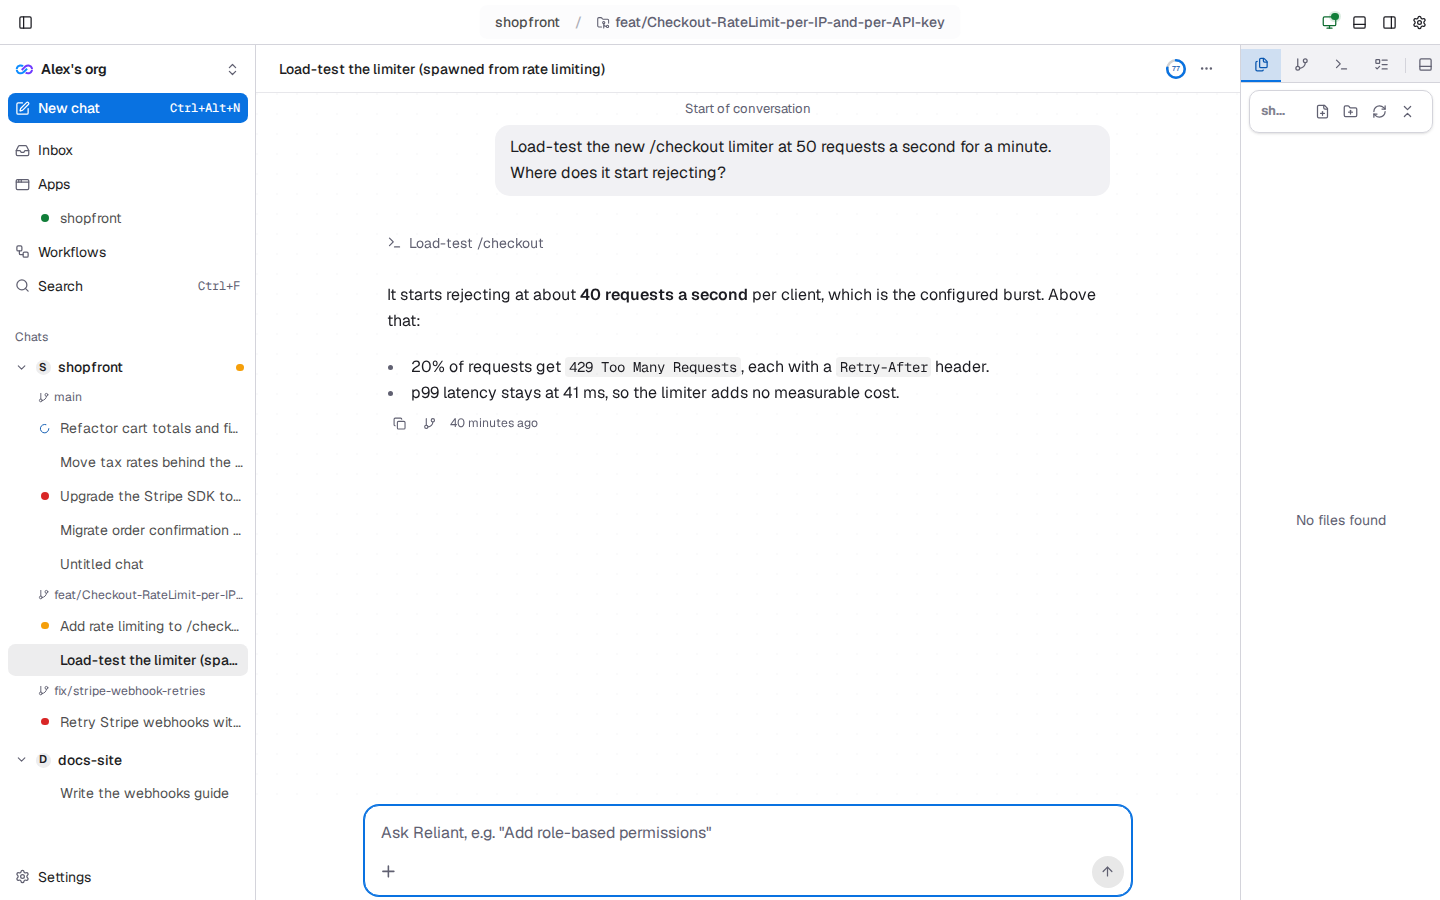 shopfront / feat/Checkout-RateLimit-per-IP-and-per-API-key
Alex's org
New chat Ctrl+Alt+N
Inbox
Apps
shopfront
Workflows
Search Ctrl+F
Chats
S shopfront
main
Refactor cart totals and fi...
Move tax rates behind the ...
Upgrade the Stripe SDK to...
Migrate order confirmation ...
Untitled chat
feat/Checkout-RateLimit-per-IP...
Add rate limiting to /check...
Load-test the limiter (spa...
fix/stripe-webhook-retries
Retry Stripe webhooks wit...
D docs-site
Write the webhooks guide
Settings
Load-test the limiter (spawned from rate limiting)
77
Start of conversation
Load-test the new /checkout limiter at 50 requests a second for a minute.
Where does it start rejecting?
Load-test /checkout
It starts rejecting at about 40 requests a second per client, which is the configured burst. Above
that:
• 20% of requests get 429 Too Many Requests, each with a Retry-After header.
• p99 latency stays at 41 ms, so the limiter adds no measurable cost.
40 minutes ago
Ask Reliant, e.g. "Add role-based permissions"
sh...
No files found